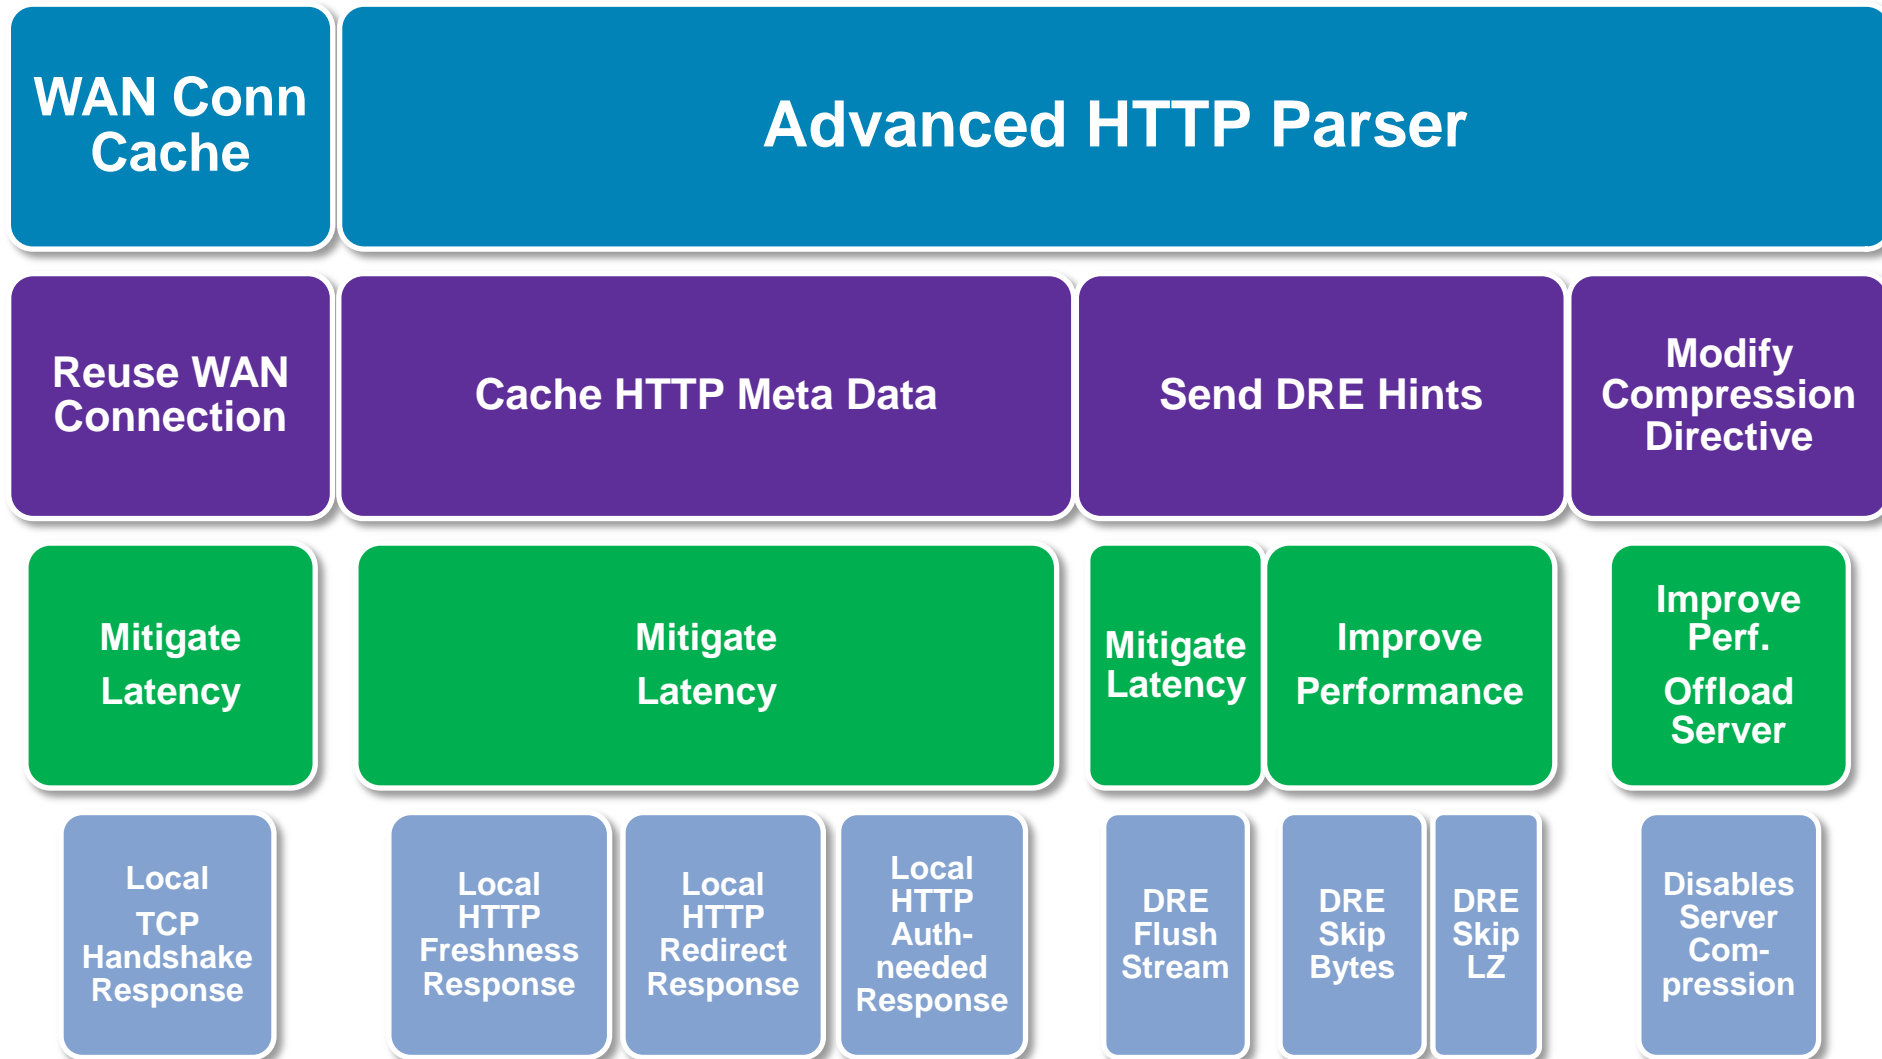 WAN Conn
Cache
Advanced HTTP Parser
Reuse WAN
Connection
Cache HTTP Meta Data
Send DRE Hints
Modify
Compression
Directive
Mitigate
Latency
Mitigate
Latency
Mitigate
Latency
Improve
Performance
Improve
Perf.
Offload
Server
Local
TCP
Handshake
Response
Local
HTTP
Freshness
Response
Local
HTTP
Redirect
Response
Local
HTTP
Auth-
needed
Response
DRE
Flush
Stream
DRE
Skip
Bytes
DRE
Skip
LZ
Disables
Server
Com-
pression